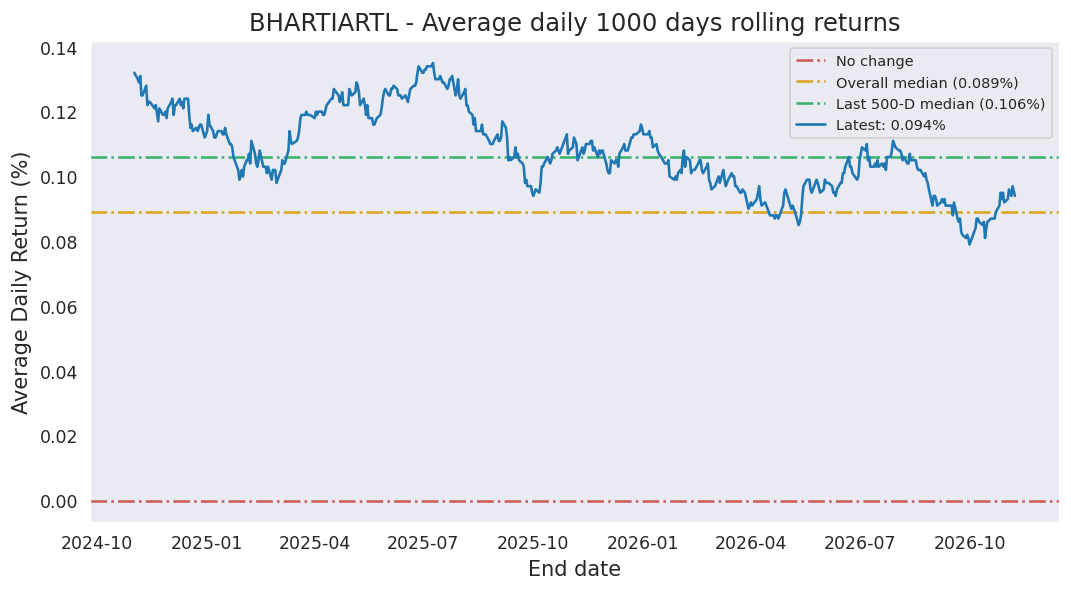 BHARTIARTL - Average daily 1000 days rolling returns
No change
Overall median (0.089%)
Last 500-D median (0.106%)
Latest: 0.094%
Average Daily Return (%)
0.14
0.12
0.10
0.08
0.06
0.04
0.02
0.00
2024-10 2025-01 2025-04 2025-07 2025-10 2026-01 2026-04 2026-07 2026-10
End date